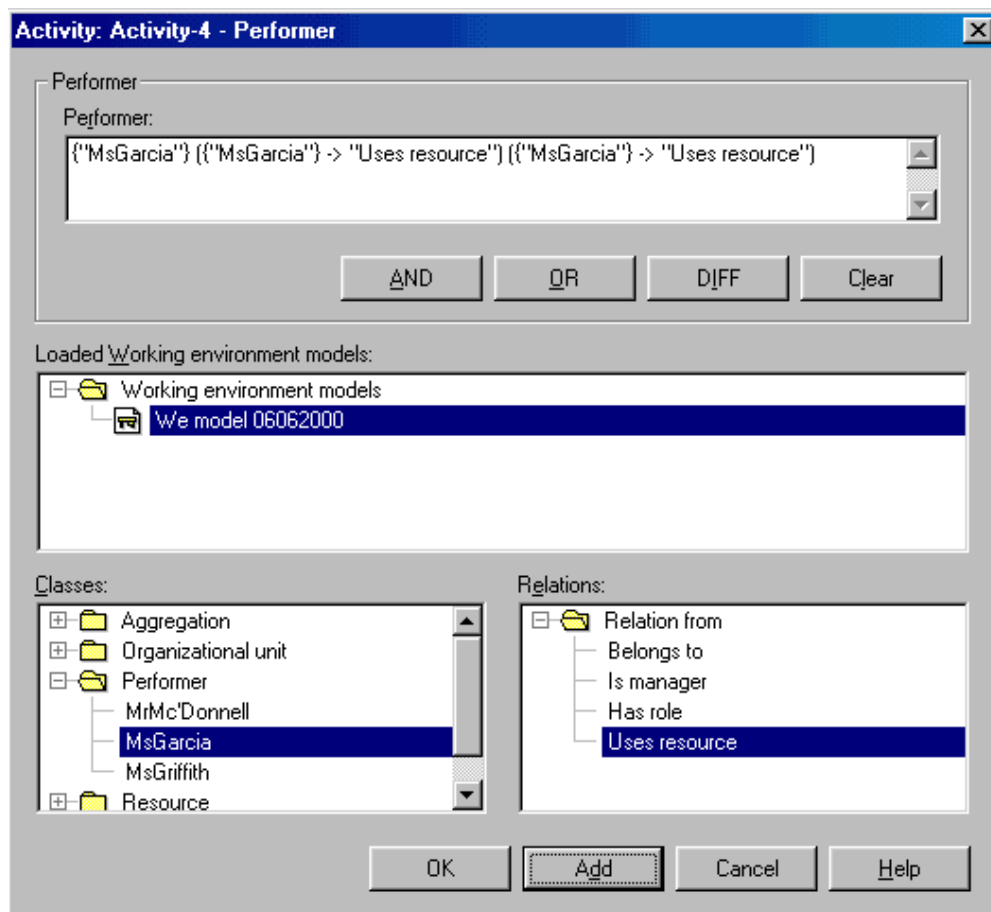 Activity: Activity-4 - Performer
Performer
Performer:
{"MsGarcia"} ({"MsGarcia"} -> "Uses resource") ({"MsGarcia"} -> "Uses resource")
AND OR DIFF Clear
Loaded Working environment models:
Working environment models
We model 06062000
Classes:
Aggregation
Organizational unit
Performer
MrMc'Donnell
MsGarcia
MsGriffith
Resource
Relations:
Relation from
Belongs to
Is manager
Has role
Uses resource
OK Add Cancel Help